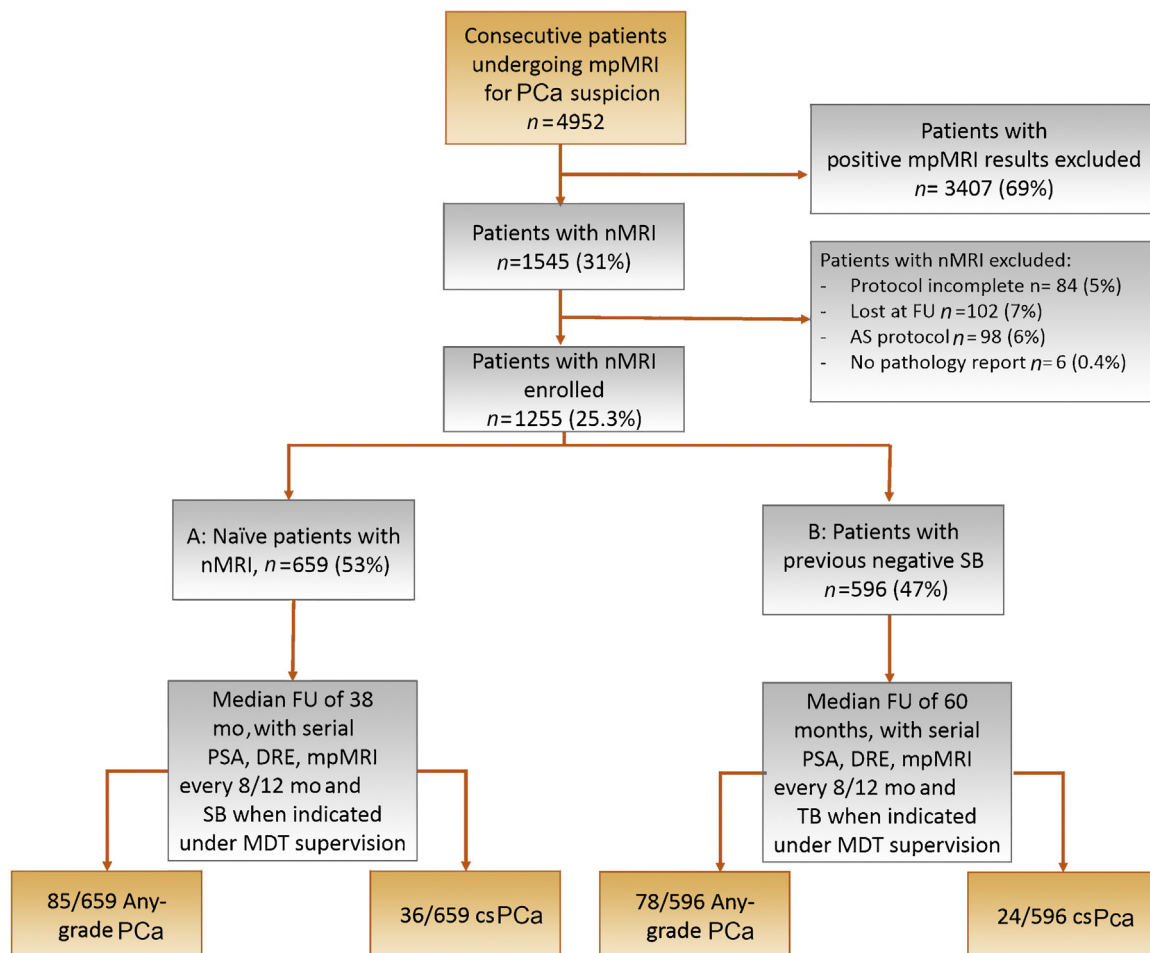 Consecutive patients
undergoing mpMRI
for PCa suspicion
n=4952
Patients with
positive mpMRI results excluded
n= 3407 (69%)
Patients with nMRI
n=1545 (31%)
Patients with nMRI excluded:
- Protocol incomplete n= 84 (5%)
- Lost at FU n=102 (7%)
- AS protocol n=98 (6%)
- No pathology report n=6 (0.4%)
Patients with nMRI
enrolled
n=1255 (25.3%)
A: Naïve patients with
nMRI, n=659 (53%)
B: Patients with
previous negative SB
n=596 (47%)
Median FU of 38
mo, with serial
PSA, DRE, mpMRI
every 8/12 mo and
SB when indicated
under MDT supervision
Median FU of 60
months, with serial
PSA, DRE, mpMRI
every 8/12 mo and
TB when indicated
under MDT supervision
85/659 Any-
grade PCa
36/659 csPCa
78/596 Any-
grade PCa
24/596 csPca